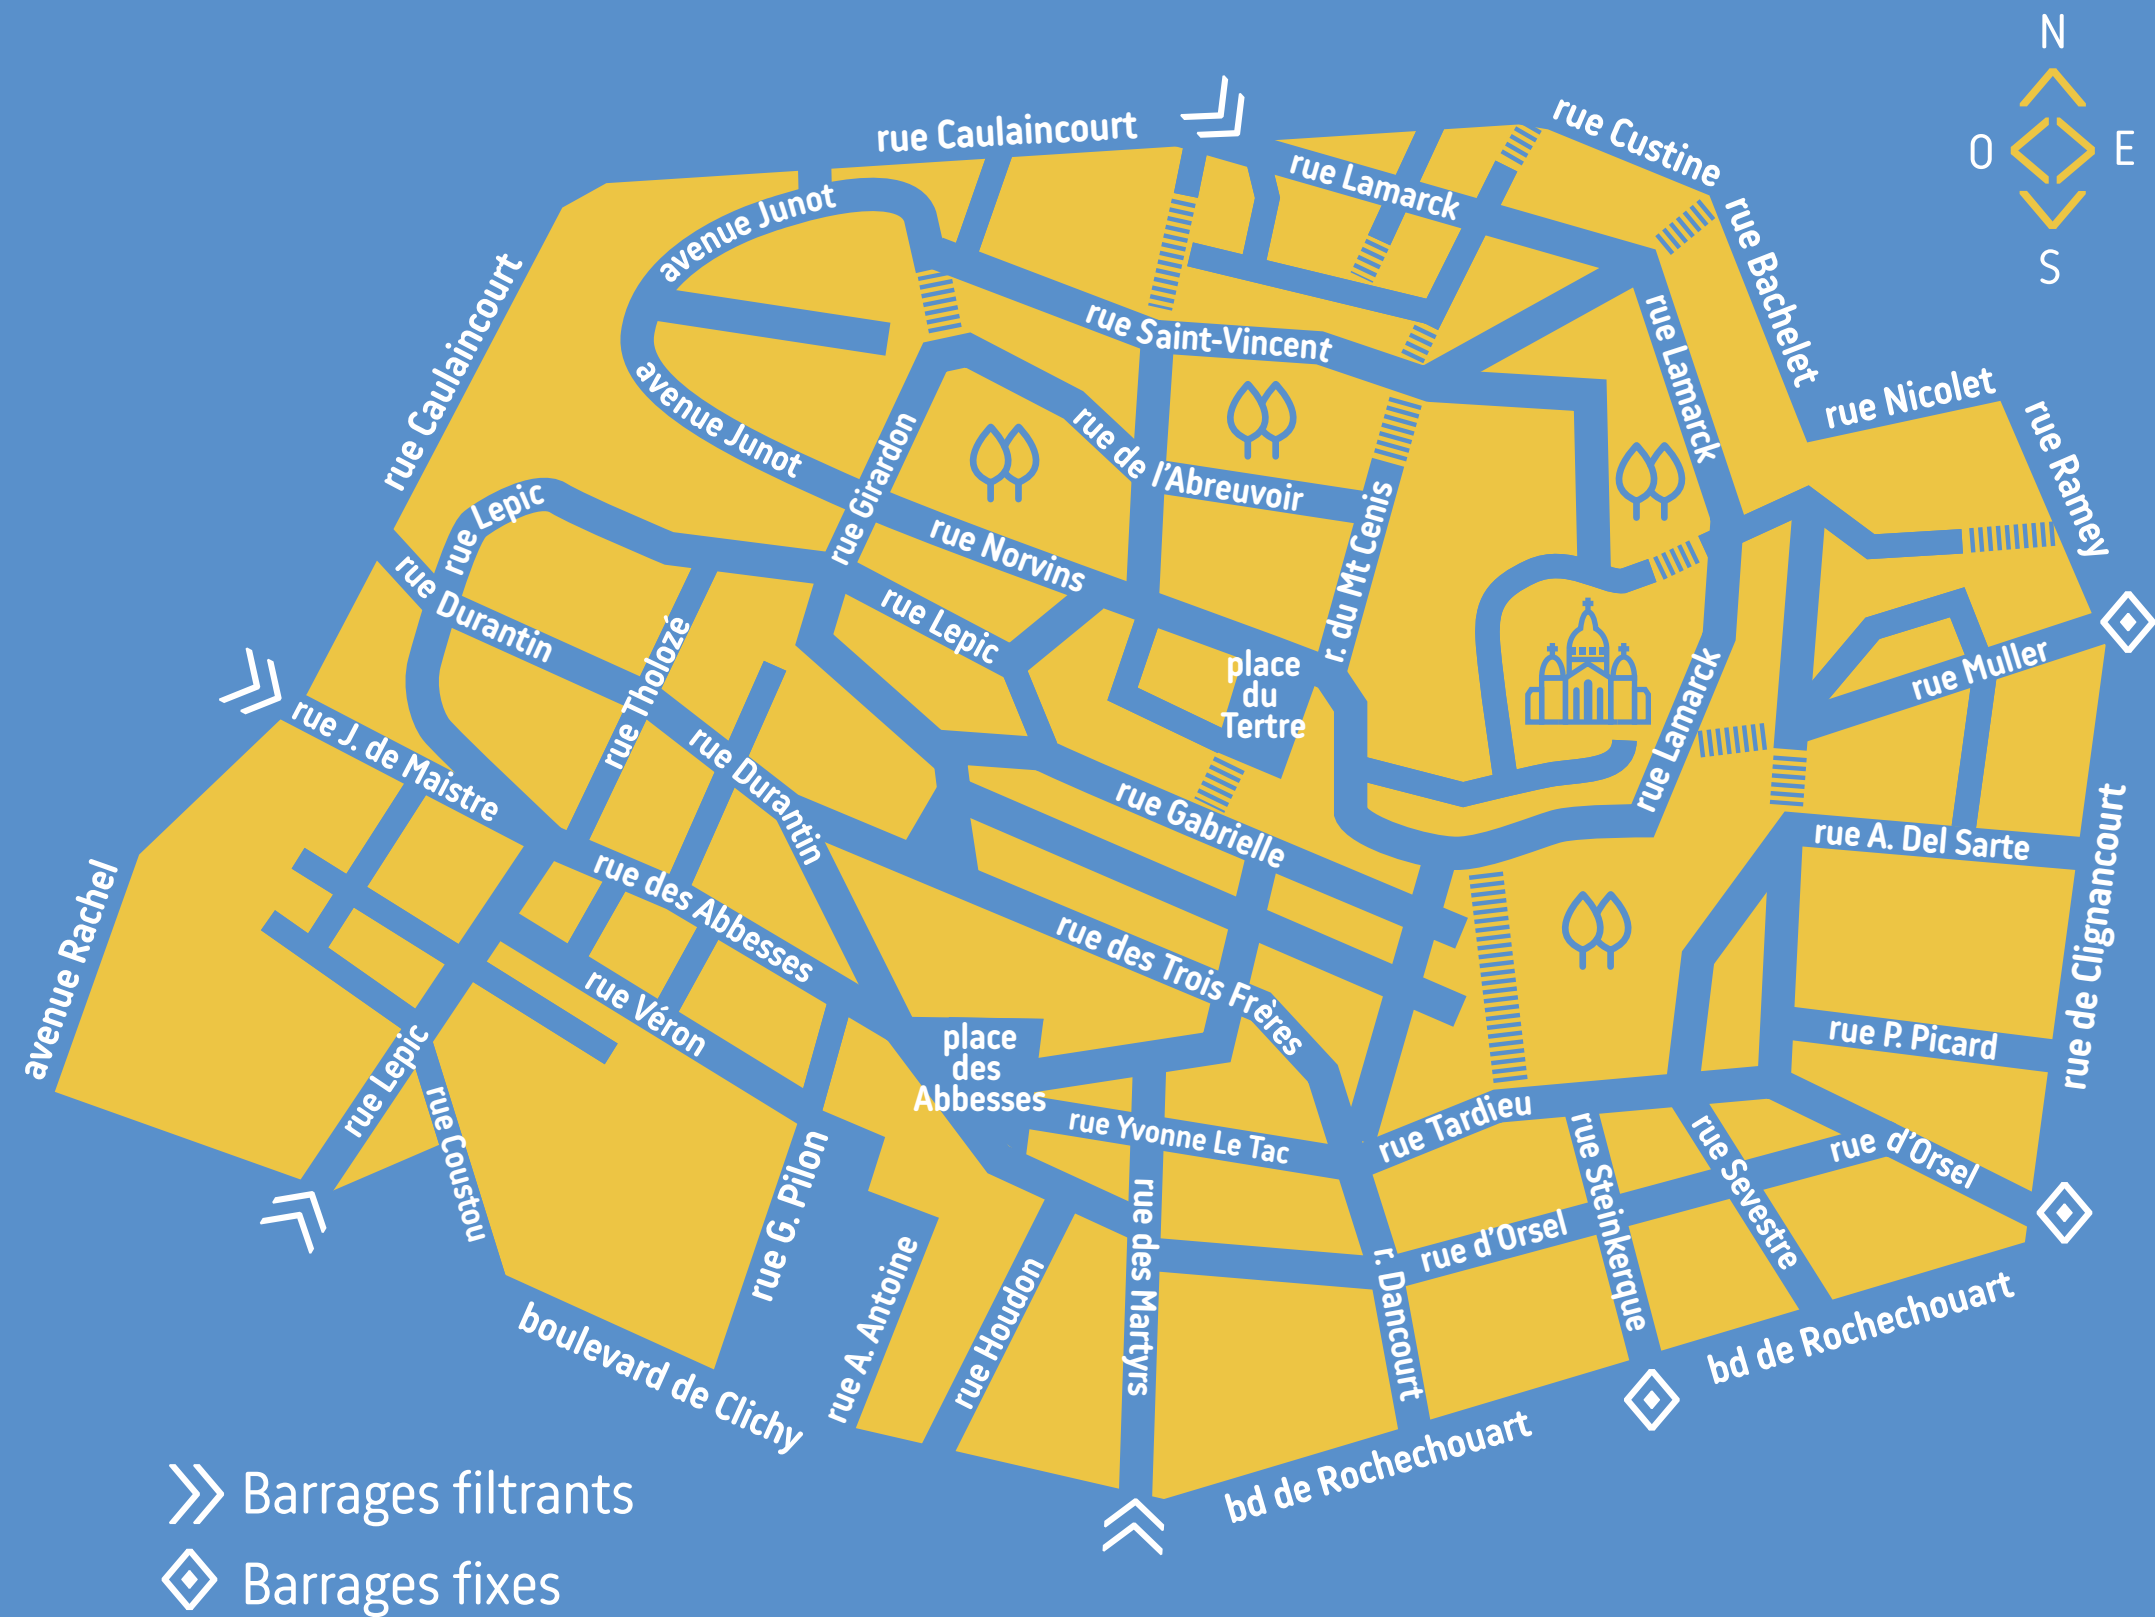 N
O
E
S
rue Caulaincourt
rue Custine
rue Lamarck
avenue Junot
rue Bachelet
rue Caulaincourt
rue Saint-Vincent
rue Lamarck
avenue Junot
rue Nicolet
rue Ramey
rue Girardon
rue de l'Abreuvoir
rue Lepic
rue Norvins
r. du Mt Cenis
rue Durantin
rue Lepic
rue Tholozè
place
du
Tertre
rue Muller
rue Lamarck
rue J. de Maistre
rue Durantin
rue Gabrielle
rue A. Del Sarte
rue de Clignancourt
avenue Rachel
rue des Abbesses
rue des Trois Frères
rue Véron
place
des
Abbesses
rue P. Picard
rue Lepic
rue Coustou
rue Yvonne Le Tac
rue Tardieu
rue Steinkerque
rue Sevestre
rue d'Orsel
rue G. Pilon
rue des Martyrs
rue d'Orsel
rue A. Antoine
rue Houdon
r. Dancourt
boulevard de Clichy
bd de Rochechouart
bd de Rochechouart
Barrages filtrants
Barrages fixes